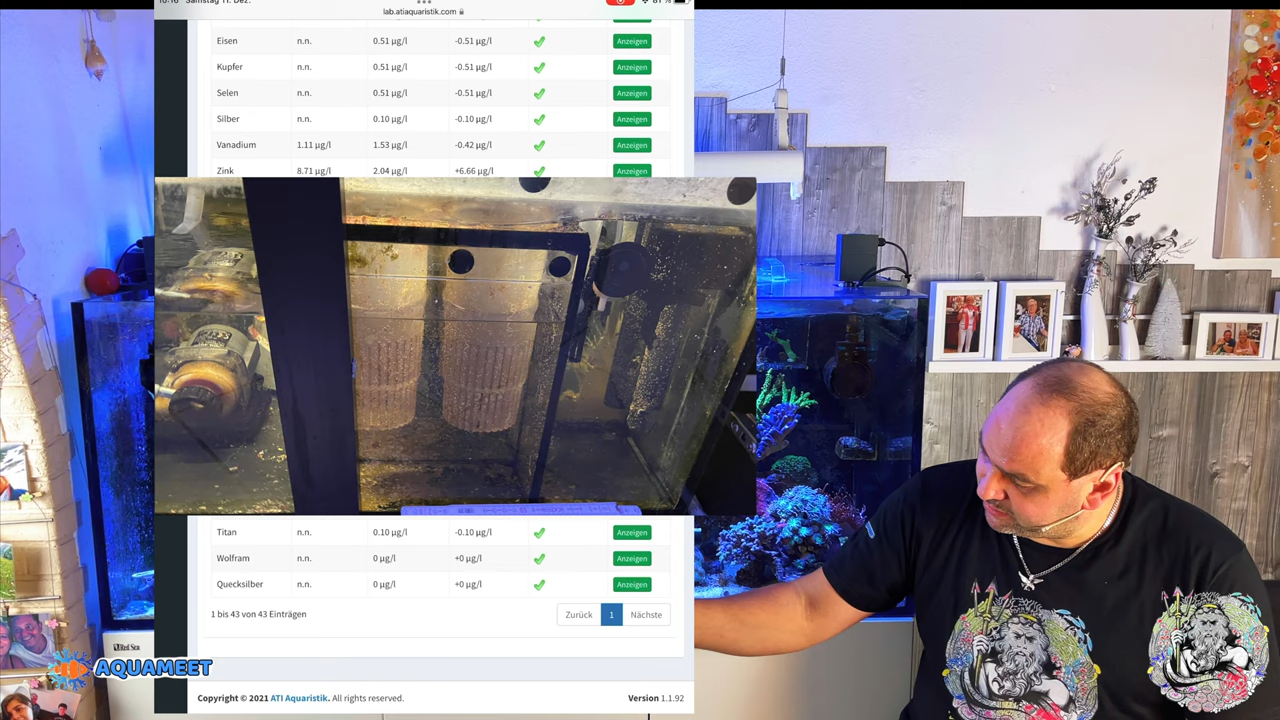 10:16 Samstag 11. Dez.
81 %
lab.atiaquaristik.com
Eisen n.n. 0.51 µg/l -0.51 µg/l Anzeigen
Kupfer n.n. 0.51 µg/l -0.51 µg/l Anzeigen
Selen n.n. 0.51 µg/l -0.51 µg/l Anzeigen
Silber n.n. 0.10 µg/l -0.10 µg/l Anzeigen
Vanadium 1.11 µg/l 1.53 µg/l -0.42 µg/l Anzeigen
Zink 8.71 µg/l 2.04 µg/l +6.66 µg/l Anzeigen
Titan n.n. 0.10 µg/l -0.10 µg/l Anzeigen
Wolfram n.n. 0 µg/l +0 µg/l Anzeigen
Quecksilber n.n. 0 µg/l +0 µg/l Anzeigen
1 bis 43 von 43 Einträgen Zurück 1 Nächste
Red Sea
AQUAMEET
Copyright © 2021 ATI Aquaristik. All rights reserved. Version 1.1.92